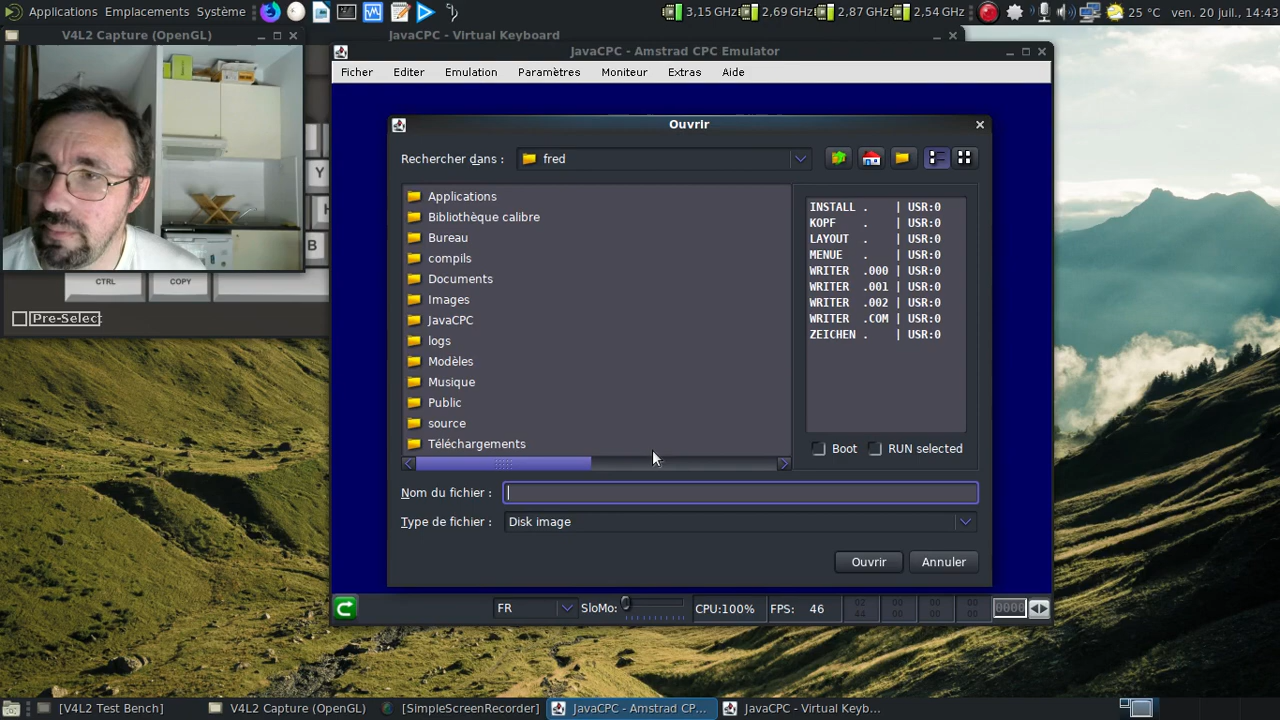 Applications Emplacements Système
3,15 GHz 2,69 GHz 2,87 GHz 2,54 GHz 25 °C ven. 20 juil., 14:43
V4L2 Capture (OpenGL)
JavaCPC - Virtual Keyboard
JavaCPC - Amstrad CPC Emulator
Ficher Editer Emulation Paramètres Moniteur Extras Aide
Y
H
B
CTRL COPY
Pre-Select
Ouvrir
Rechercher dans : fred
Applications
Bibliothèque calibre
Bureau
compils
Documents
Images
JavaCPC
logs
Modèles
Musique
Public
source
Téléchargements
INSTALL . | USR:0
KOPF . | USR:0
LAYOUT . | USR:0
MENUE . | USR:0
WRITER .000 | USR:0
WRITER .001 | USR:0
WRITER .002 | USR:0
WRITER .COM | USR:0
ZEICHEN . | USR:0
Boot RUN selected
Nom du fichier :
Type de fichier : Disk image
Ouvrir Annuler
FR SloMo: CPU:100% FPS: 46 0000
[V4L2 Test Bench] V4L2 Capture (OpenGL) [SimpleScreenRecorder] JavaCPC - Amstrad CP... JavaCPC - Virtual Keyb...